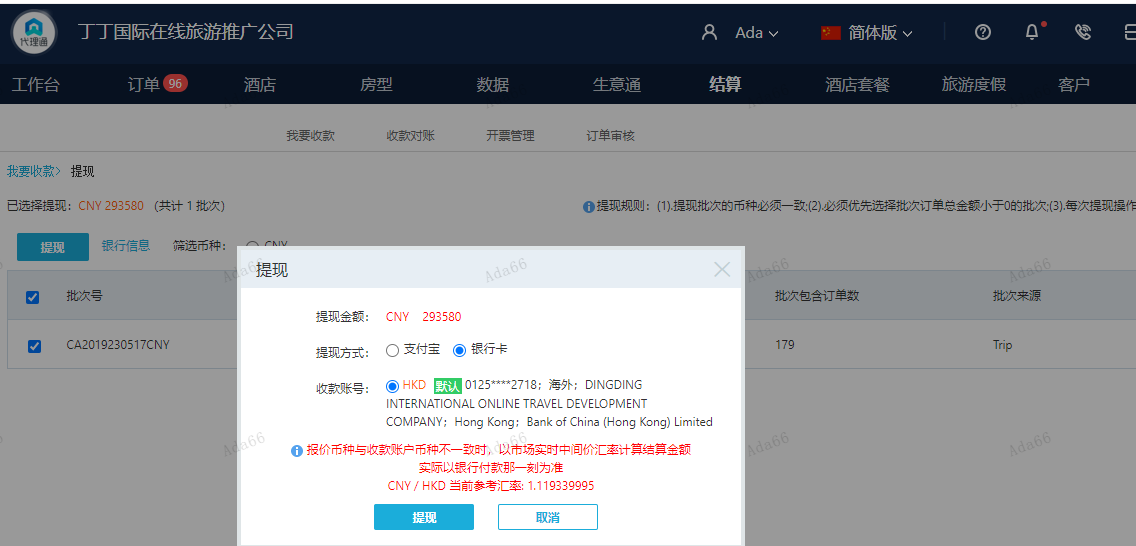 代理通
丁丁国际在线旅游推广公司
Ada
简体版
工作台
订单 96
酒店
房型
数据
生意通
结算
酒店套餐
旅游度假
客户
我要收款
收款对账
开票管理
订单审核
我要收款> 提现
已选择提现: CNY 293580 (共计 1 批次)
提现规则: (1).提现批次的币种必须一致;(2).必须优先选择批次订单总金额小于0的批次;(3).每次提现操作
提现
银行信息
筛选币种:
CNY
批次号
批次包含订单数
批次来源
CA2019230517CNY
179
Trip
提现
提现金额: CNY 293580
提现方式: 支付宝 银行卡
收款账号: HKD 默认 0125****2718; 海外; DINGDING
INTERNATIONAL ONLINE TRAVEL DEVELOPMENT
COMPANY; Hong Kong; Bank of China (Hong Kong) Limited
报价币种与收款账户币种不一致时, 以市场实时中间价汇率计算结算金额
实际以银行付款那一刻为准
CNY / HKD 当前参考汇率: 1.119339995
提现
取消
Ada66
Ada66
Ada66
Ada66
Ada66
Ada66